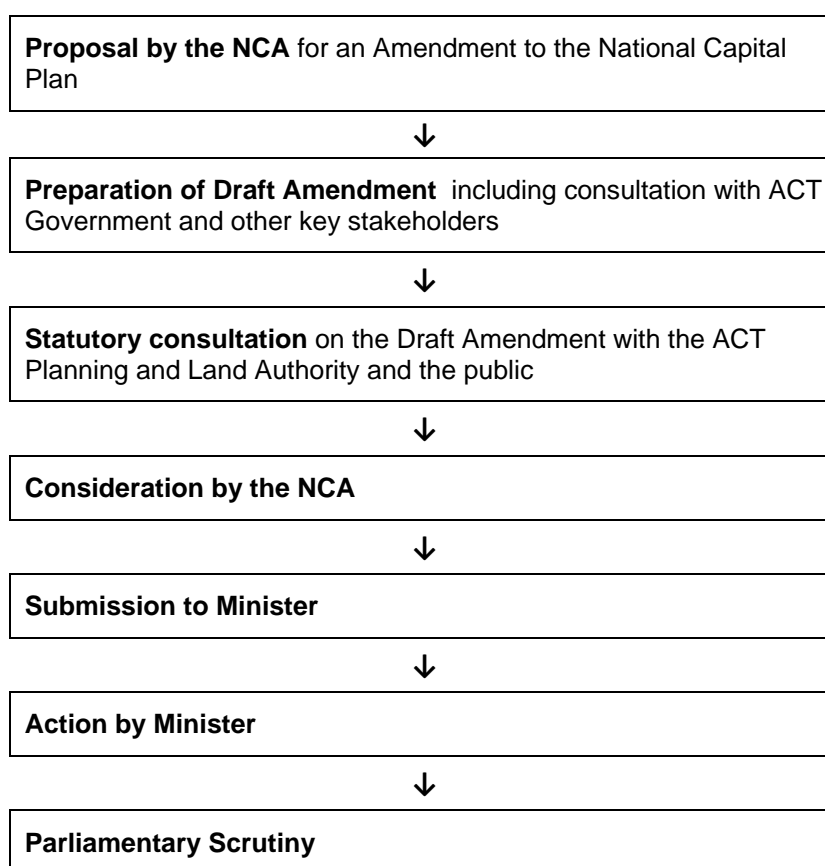 Proposal by the NCA for an Amendment to the National Capital
Plan
↓
Preparation of Draft Amendment including consultation with ACT
Government and other key stakeholders
↓
Statutory consultation on the Draft Amendment with the ACT
Planning and Land Authority and the public
↓
Consideration by the NCA
↓
Submission to Minister
↓
Action by Minister
↓
Parliamentary Scrutiny